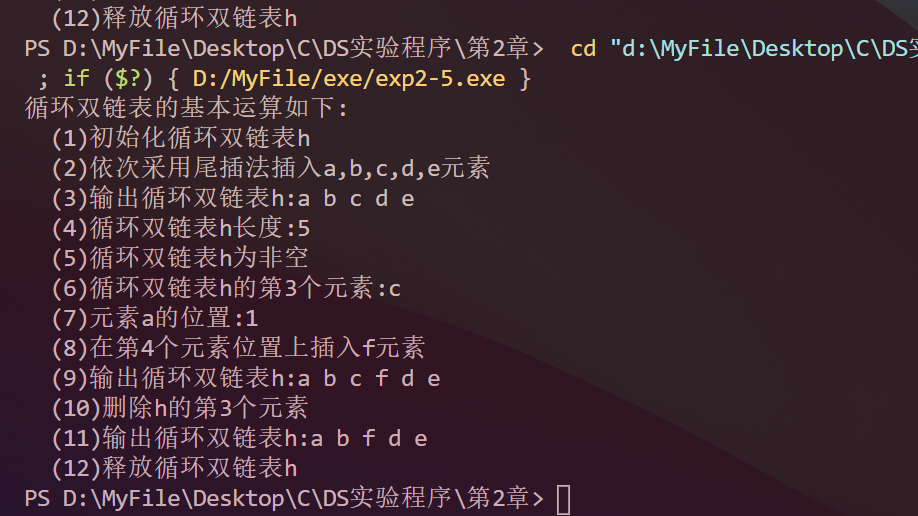 (12)释放循环双链表h
PS D:\MyFile\Desktop\C\DS实验程序\第2章> cd "d:\MyFile\Desktop\C\DS
; if ($?) { D:/MyFile/exe/exp2-5.exe }
循环双链表的基本运算如下:
(1)初始化循环双链表h
(2)依次采用尾插法插入a,b,c,d,e元素
(3)输出循环双链表h:a b c d e
(4)循环双链表h长度:5
(5)循环双链表h为非空
(6)循环双链表h的第3个元素:c
(7)元素a的位置:1
(8)在第4个元素位置上插入f元素
(9)输出循环双链表h:a b c f d e
(10)删除h的第3个元素
(11)输出循环双链表h:a b f d e
(12)释放循环双链表h
PS D:\MyFile\Desktop\C\DS实验程序\第2章>